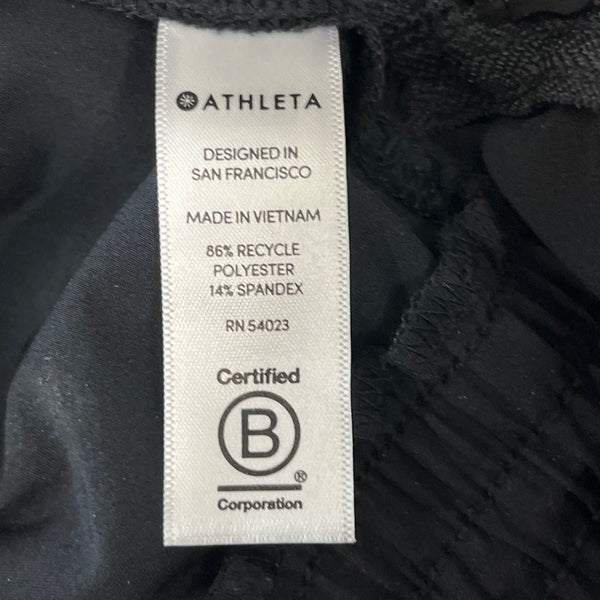 ATHLETA
DESIGNED IN
SAN FRANCISCO
MADE IN VIETNAM
86% RECYCLE
POLYESTER
14% SPANDEX
RN 54023
Certified
B
®
Corporation